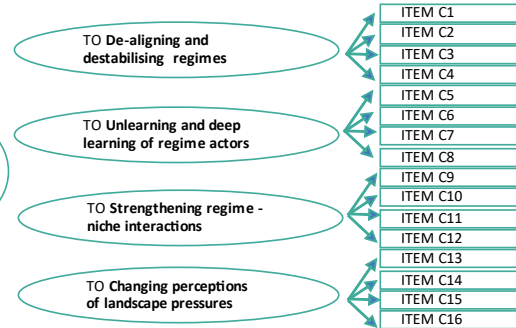 TO De-aligning and
destabilising regimes
ITEM C1
ITEM C2
ITEM C3
ITEM C4
TO Unlearning and deep
learning of regime actors
ITEM C5
ITEM C6
ITEM C7
ITEM C8
TO Strengthening regime -
niche interactions
ITEM C9
ITEM C10
ITEM C11
ITEM C12
TO Changing perceptions
of landscape pressures
ITEM C13
ITEM C14
ITEM C15
ITEM C16